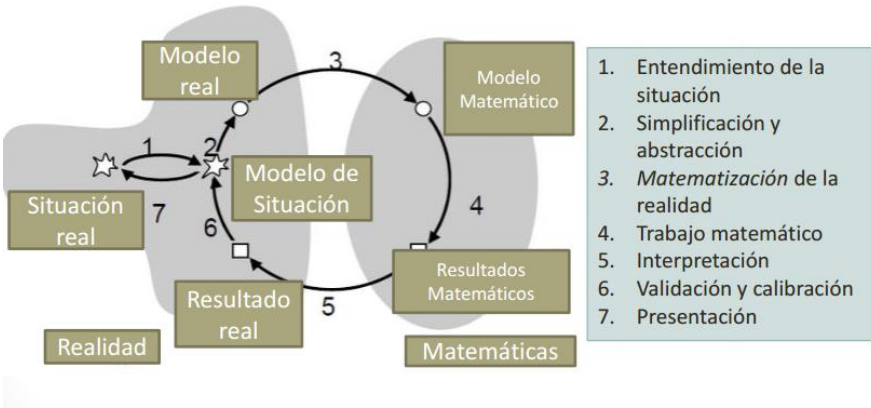 Modelo
real
3
Modelo
Matemático
1
2
Modelo de
Situación
Situación
real
7
6
4
Resultado
real
5
Resultados
Matemáticos
Realidad
Matemáticas
1. Entendimiento de la
situación
2. Simplificación y
abstracción
3. Matematización de la
realidad
4. Trabajo matemático
5. Interpretación
6. Validación y calibración
7. Presentación